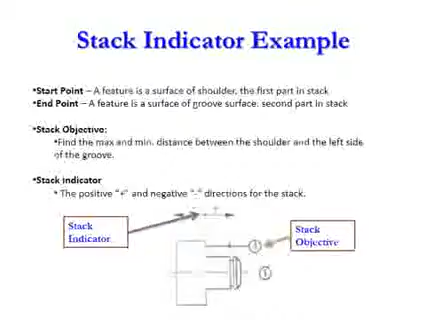 Stack Indicator Example
•Start Point – A feature is a surface of shoulder, the first part in stack
•End Point – A feature is a surface of groove surface. second part in stack
•Stack Objective:
•Find the max and min. distance between the shoulder and the left side
of the groove.
•Stack indicator
• The positive "+" and negative "-" directions for the stack.
- +
Stack
Indicator
Stack
Objective